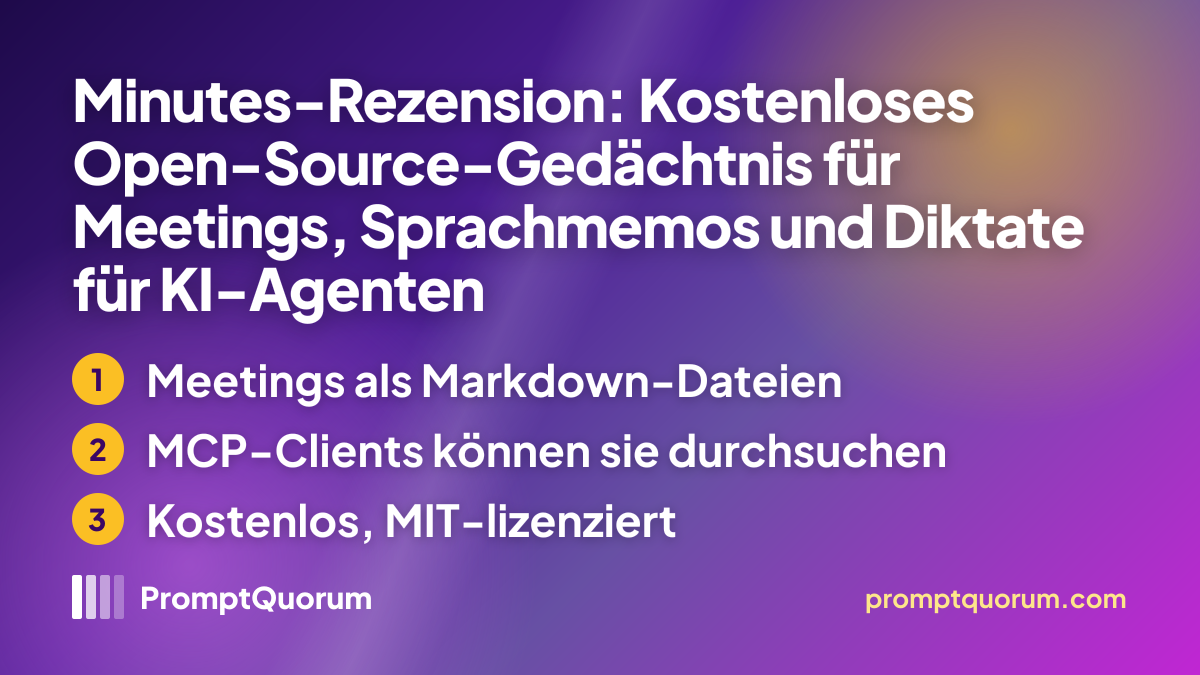 Minutes-Rezension: Kostenloses
Open-Source-Gedächtnis für
Meetings, Sprachmemos und Diktate
für KI-Agenten
1 Meetings als Markdown-Dateien
2 MCP-Clients können sie durchsuchen
3 Kostenlos, MIT-lizenziert
PromptQuorum
promptquorum.com